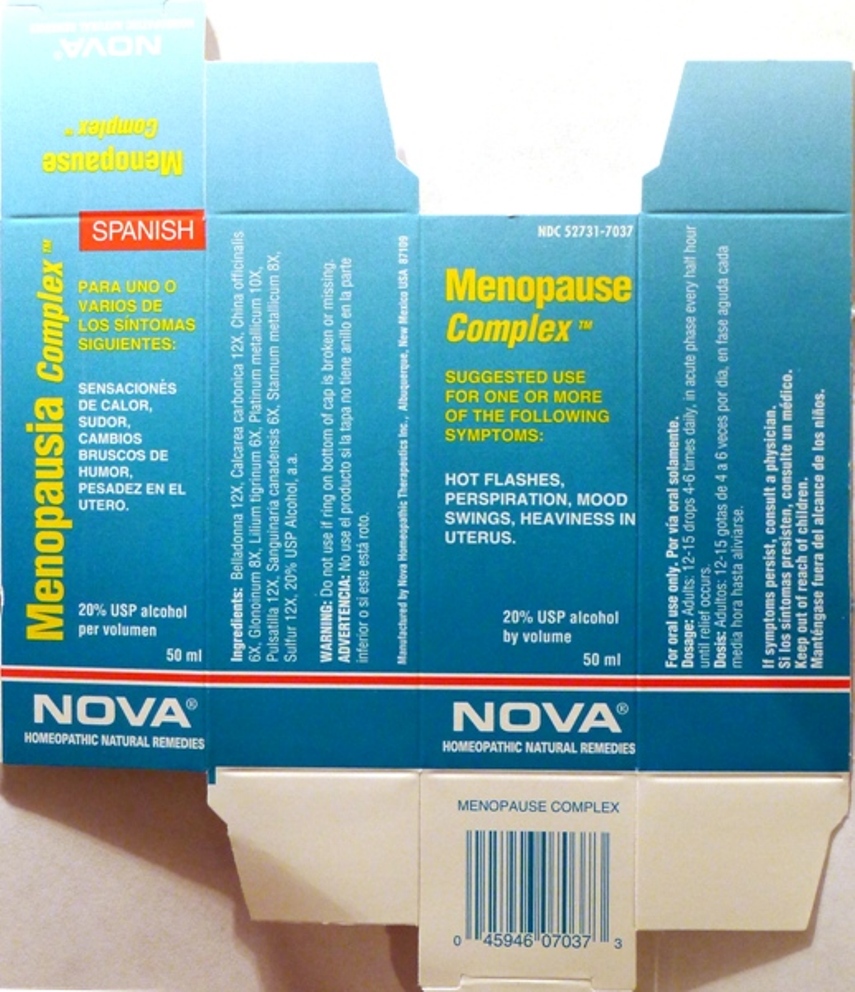 HOMEOPATHIC NATURAL REMEDIES
NOVA®
Complex™
Menopause
SPANISH
Menopausia Complex™
PARA UNO O
VARIOS DE
LOS SÍNTOMAS
SIGUIENTES:
SENSACIONÉS
DE CALOR,
SUDOR,
CAMBIOS
BRUSCOS DE
HUMOR,
PESADEZ EN EL
UTERO.
20% USP alcohol
per volumen
50 ml
NOVA®
HOMEOPATHIC NATURAL REMEDIES
Ingredients: Belladonna 12X, Calcarea carbonica 12X, China officinalis
6X, Glonoinum 8X, Lilium tigrinum 6X, Platinum metallicum 10X,
Pulsatilla 12X, Sanguinaria canadensis 6X, Stannum metallicum 8X,
Sulfur 12X, 20% USP Alcohol, a.a.
WARNING: Do not use if ring on bottom of cap is broken or missing.
ADVERTENCIA: No use el producto si la tapa no tiene anillo en la parte
inferior o si este está roto.
Manufactured by Nova Homeopathic Therapeutics Inc., Albuquerque, New Mexico USA 87109
NDC 52731-7037
Menopause
Complex™
SUGGESTED USE
FOR ONE OR MORE
OF THE FOLLOWING
SYMPTOMS:
HOT FLASHES,
PERSPIRATION, MOOD
SWINGS, HEAVINESS IN
UTERUS.
20% USP alcohol
by volume
50 ml
NOVA®
HOMEOPATHIC NATURAL REMEDIES
For oral use only. Por vía oral solamente.
Dosage: Adults: 12-15 drops 4-6 times daily, in acute phase every half hour
until relief occurs.
Dosis: Adultos: 12-15 gotas de 4 a 6 veces por dia, en fase aguda cada
media hora hasta aliviarse.
If symptoms persist, consult a physician.
Si los síntomas presisten, consulte un médico.
Keep out of reach of children.
Manténgase fuera del alcance de los niños.
MENOPAUSE COMPLEX
0 45946 07037 3